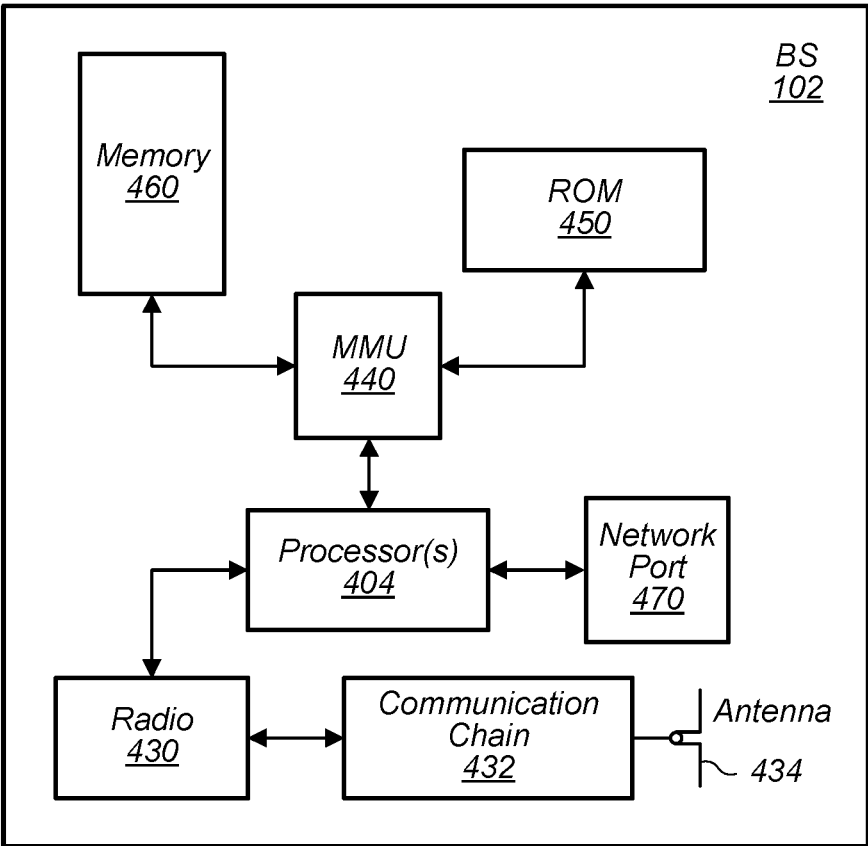 BS
102
Memory
460
ROM
450
MMU
440
Processor(s)
404
Network
Port
470
Radio
430
Communication
Chain
432
Antenna
434